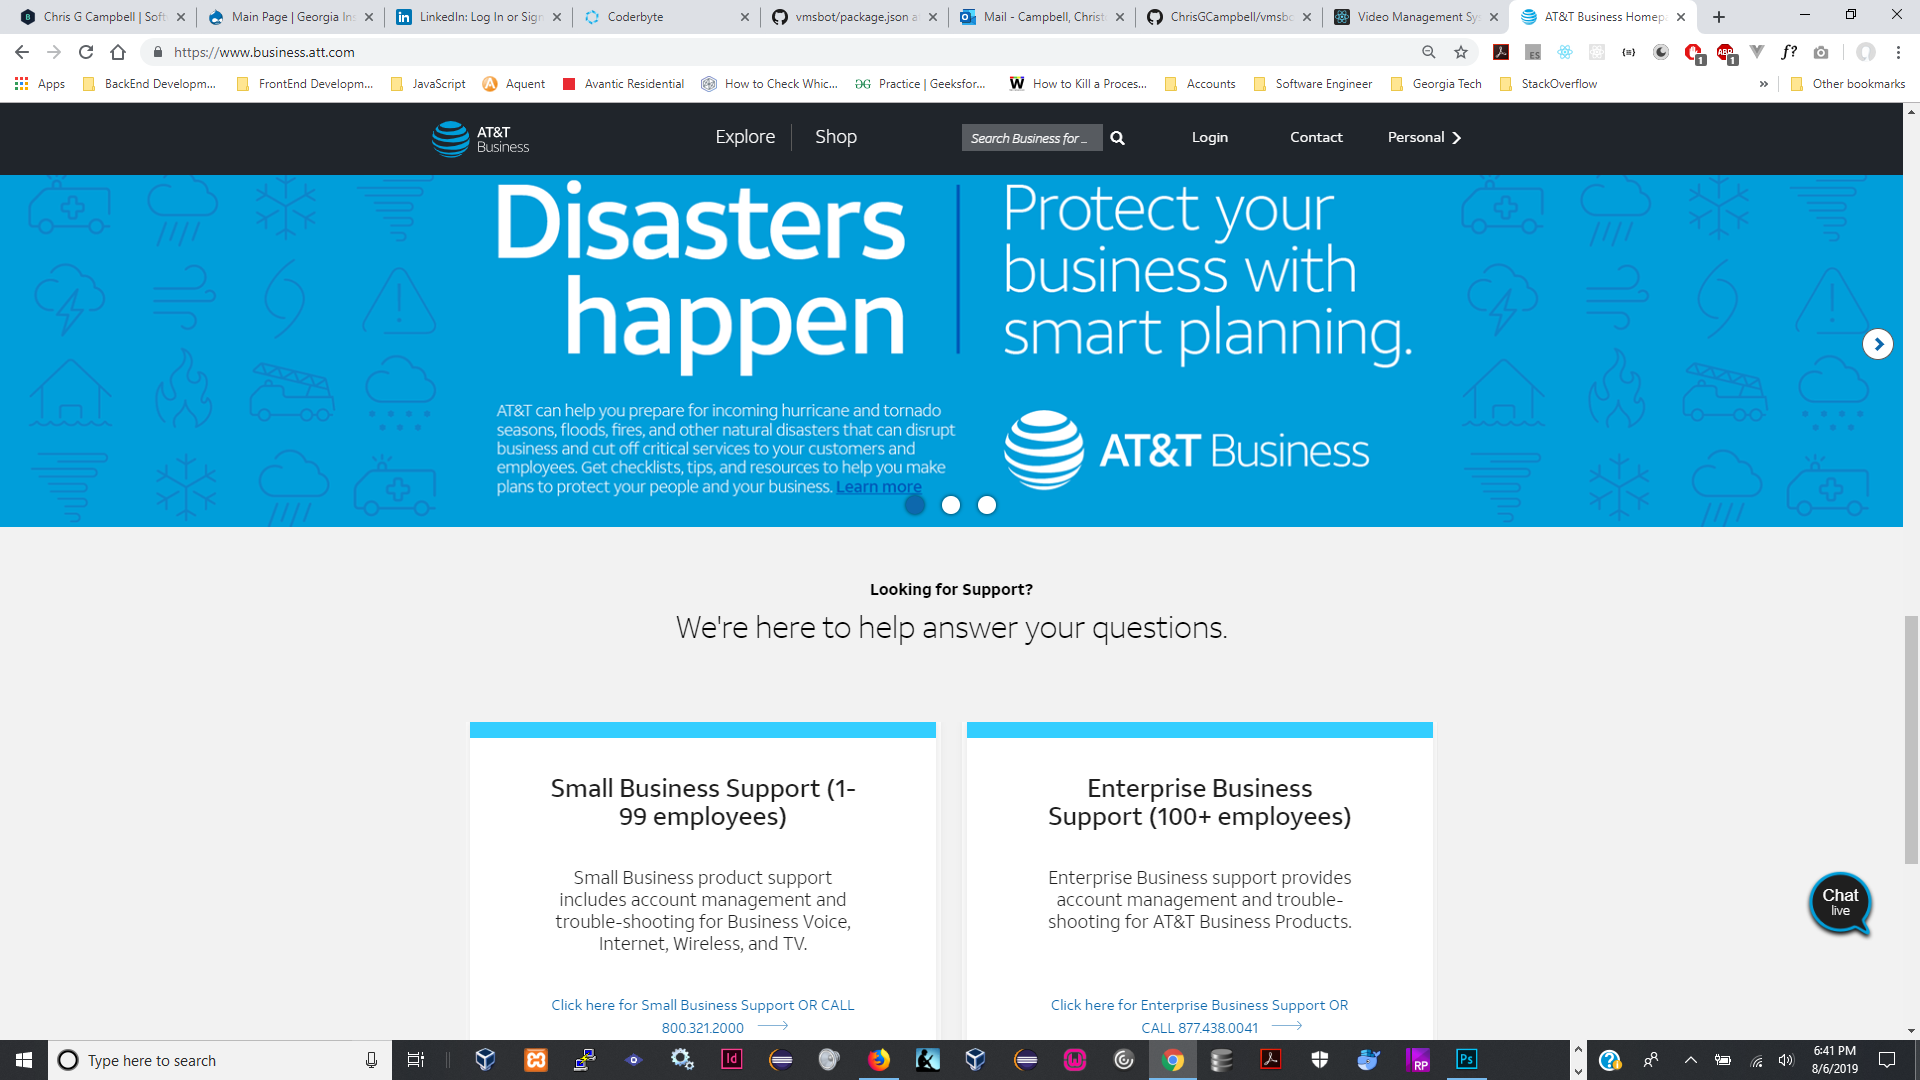 Chris G Campbell | Soft
Main Page | Georgia Ins
LinkedIn: Log In or Sign
Coderbyte
vmsbot/package.json a
Mail - Campbell, Christ
ChrisGCampbell/vmsbo
Video Management Sy
AT&T Business Homepa
https://www.business.att.com
ES
ABP
1
1
f?
Apps
BackEnd Developm...
FrontEnd Developm...
JavaScript
Aquent
Avantic Residential
How to Check Whic...
Practice | Geeksfor...
How to Kill a Proces...
Accounts
Software Engineer
Georgia Tech
StackOverflow
»
Other bookmarks
AT&T
Business
Explore
Shop
Search Business for ...
Login
Contact
Personal
Disasters
happen
Protect your
business with
smart planning.
AT&T can help you prepare for incoming hurricane and tornado
seasons, floods, fires, and other natural disasters that can disrupt
business and cut off critical services to your customers and
employees. Get checklists, tips, and resources to help you make
plans to protect your people and your business. Learn more
AT&T Business
Looking for Support?
We're here to help answer your questions.
Small Business Support (1-
99 employees)
Small Business product support
includes account management and
trouble-shooting for Business Voice,
Internet, Wireless, and TV.
Click here for Small Business Support OR CALL
800.321.2000
Enterprise Business
Support (100+ employees)
Enterprise Business support provides
account management and trouble-
shooting for AT&T Business Products.
Click here for Enterprise Business Support OR
CALL 877.438.0041
Chat
live
Type here to search
Id
RP
Ps
6:41 PM
8/6/2019